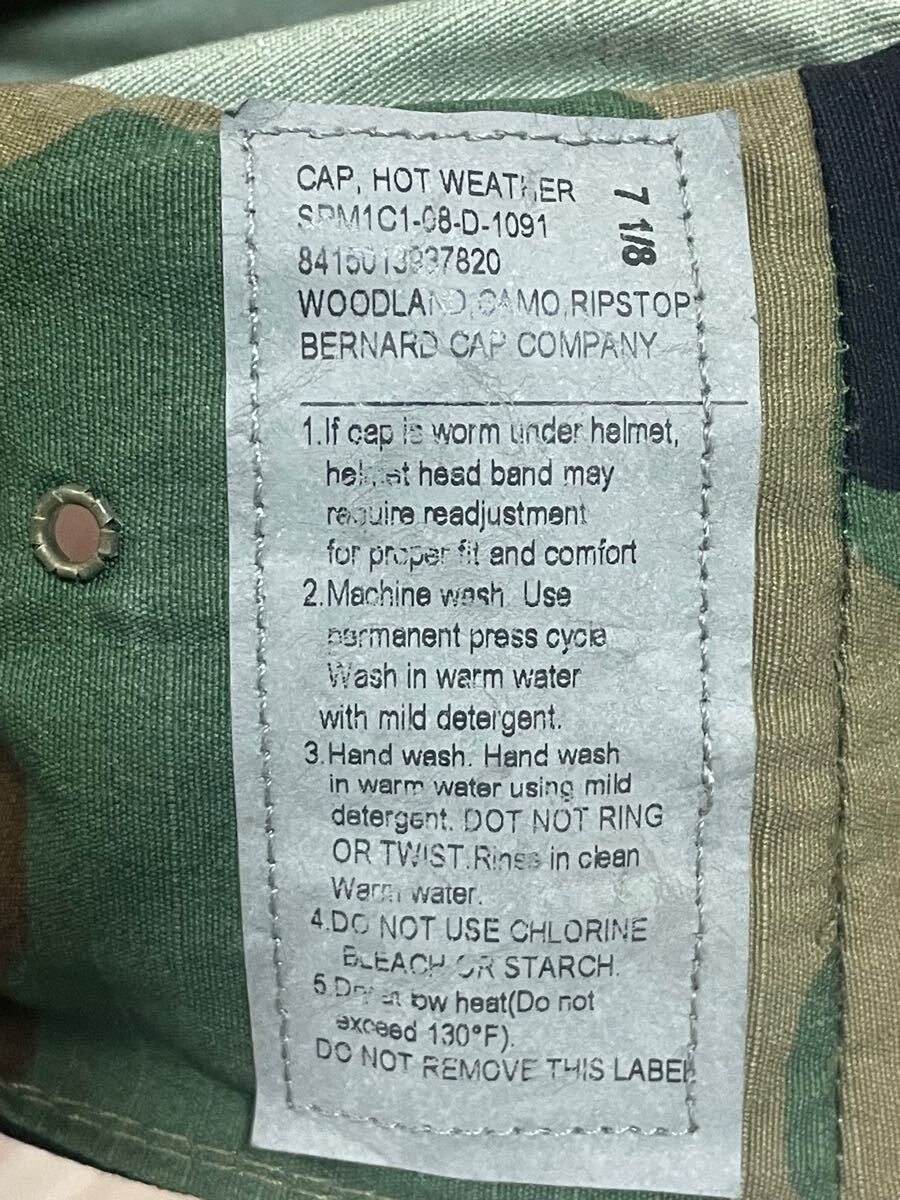 CAP, HOT WEATHER
7 1/8
SPM1C1-08-D-1091
8415013937820
WOODLAND, CAMO, RIPSTOP
BERNARD CAP COMPANY
1.If cap is worm under helmet,
helmet head band may
require readjustment
for proper fit and comfort
2.Machine wash. Use
permanent press cycle
Wash in warm water
with mild detergent.
3.Hand wash. Hand wash
in warm water using mild
detergent. DOT NOT RING
OR TWIST.Rinse in clean
Warm water.
4.DO NOT USE CHLORINE
BLEACH OR STARCH.
5.Dry at low heat(Do not
exceed 130°F).
DO NOT REMOVE THIS LABEL